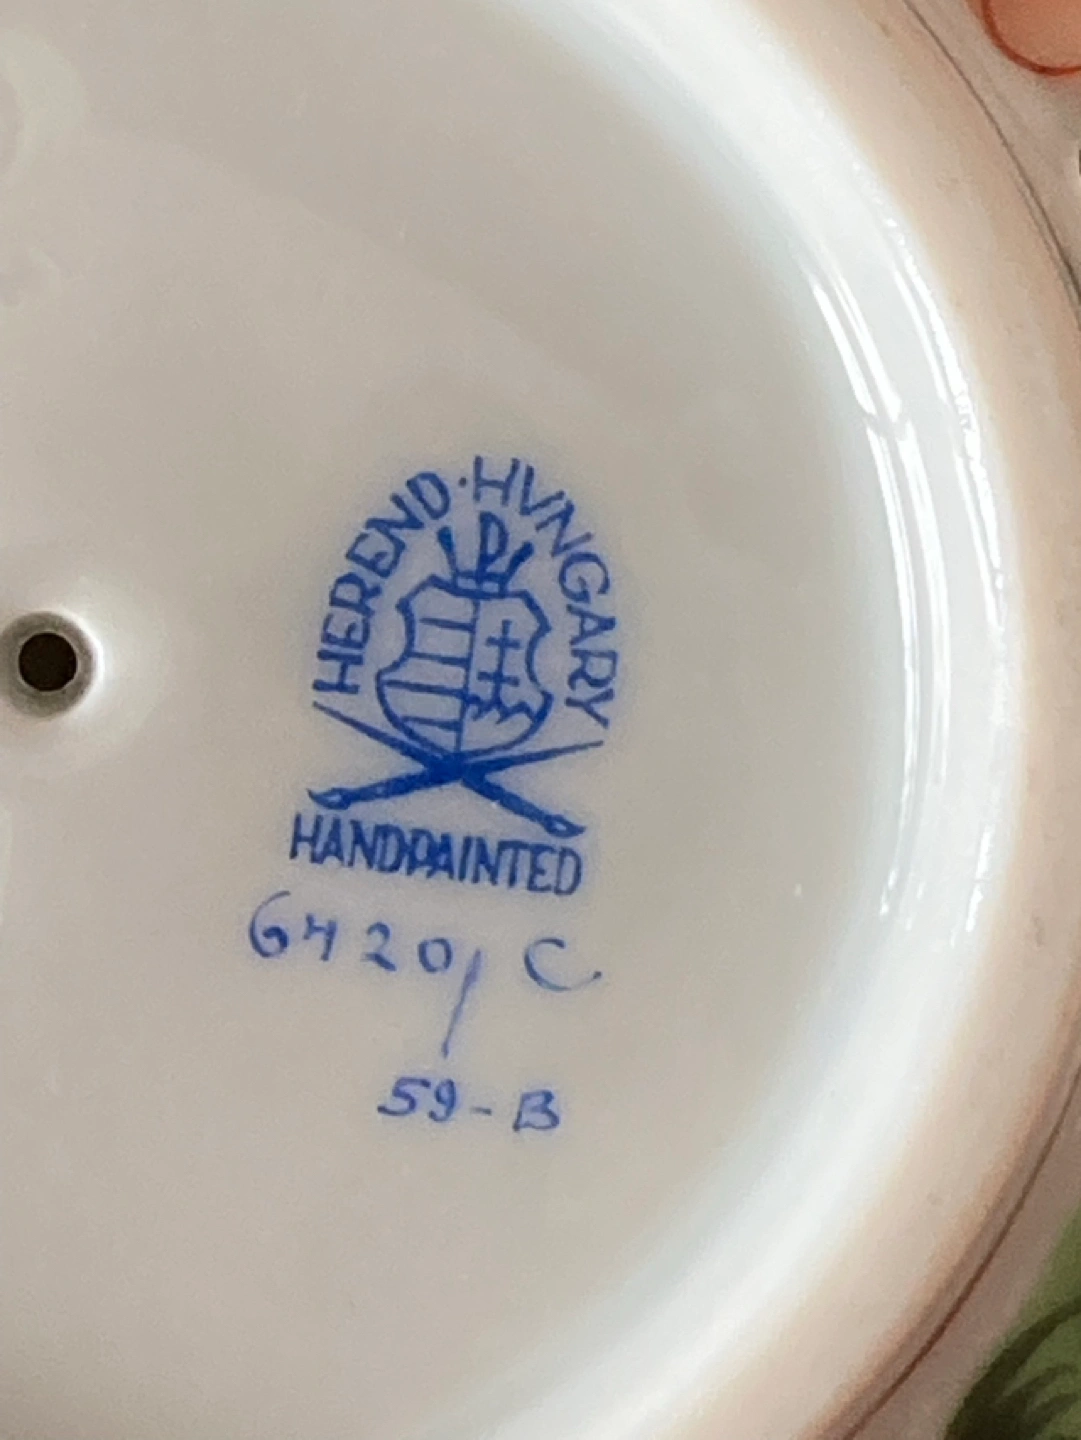 HEREND · HVNGARY
HANDPAINTED
6420/C
59-B